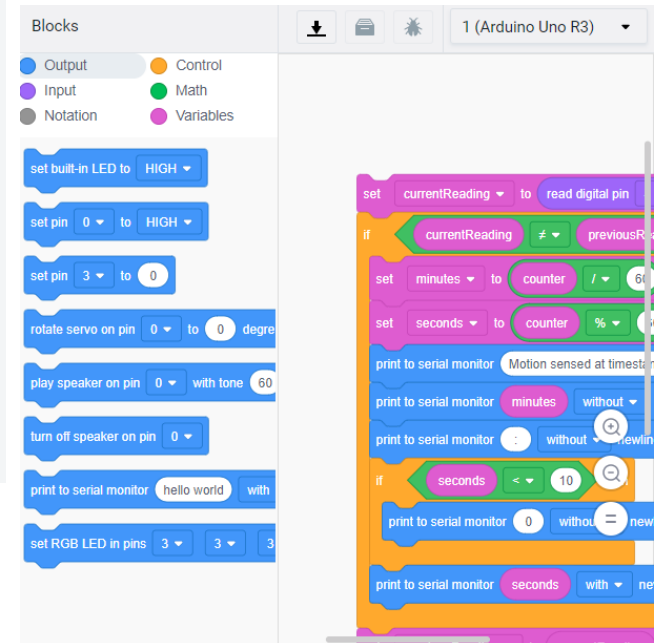 Blocks
1 (Arduino Uno R3)
Output
Control
Input
Math
Notation
Variables
set built-in LED to HIGH
set pin 0 to HIGH
set pin 3 to 0
rotate servo on pin 0 to 0 degre
play speaker on pin 0 with tone 60
turn off speaker on pin 0
print to serial monitor hello world with
set RGB LED in pins 3 3 3
set currentReading to read digital pin
if currentReading ≠ previousRea
set minutes to counter / 60
set seconds to counter %
print to serial monitor Motion sensed at timestam
print to serial monitor minutes without
print to serial monitor : without newline
if seconds < 10
print to serial monitor 0 without new
print to serial monitor seconds with ne